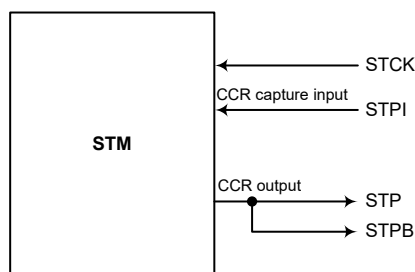 STCK
CCR capture input
STPI
STM
CCR output
STP
STPB